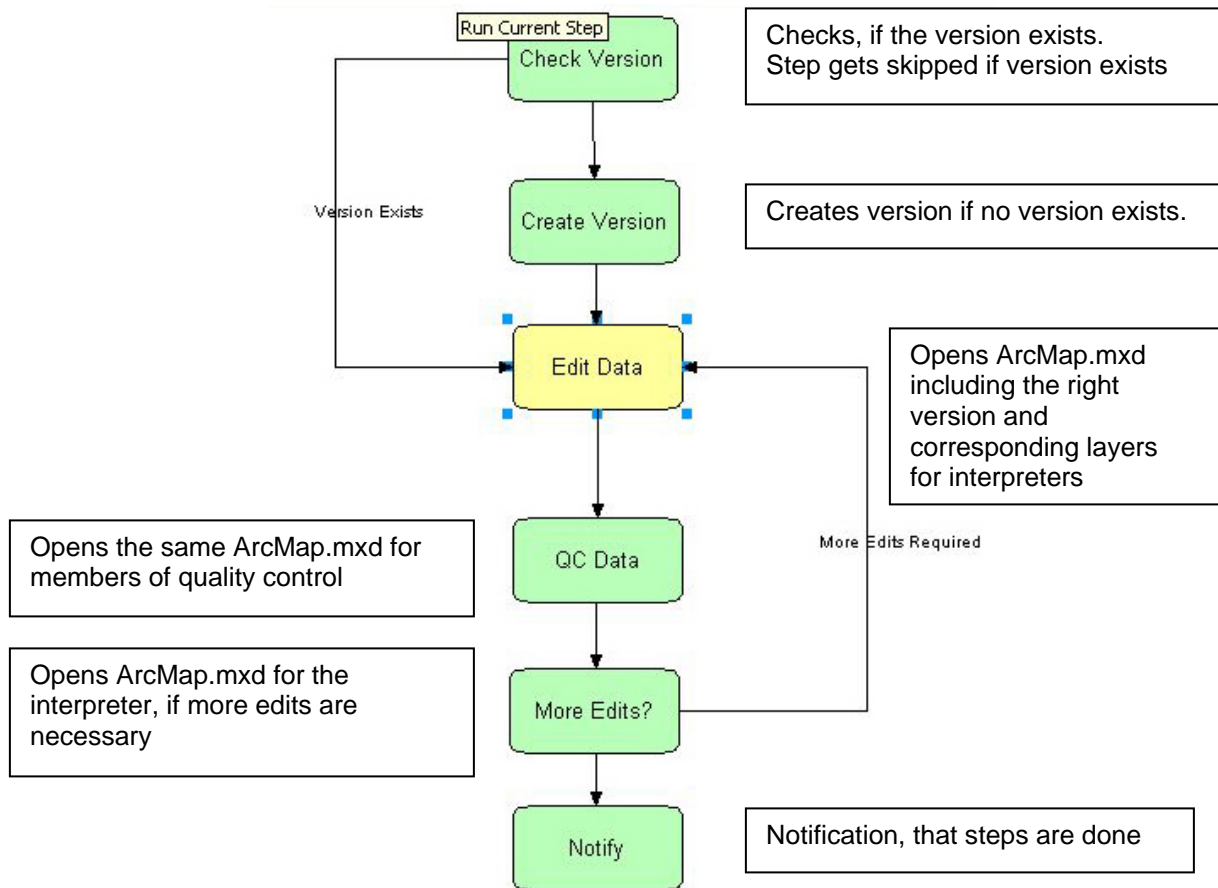 Run Current Step
Check Version
Checks, if the version exists.
Step gets skipped if version exists
Version Exists
Create Version
Creates version if no version exists.
Edit Data
Opens ArcMap.mxd
including the right
version and
corresponding layers
for interpreters
Opens the same ArcMap.mxd for
members of quality control
QC Data
More Edits Required
Opens ArcMap.mxd for the
interpreter, if more edits are
necessary
More Edits?
Notify
Notification, that steps are done